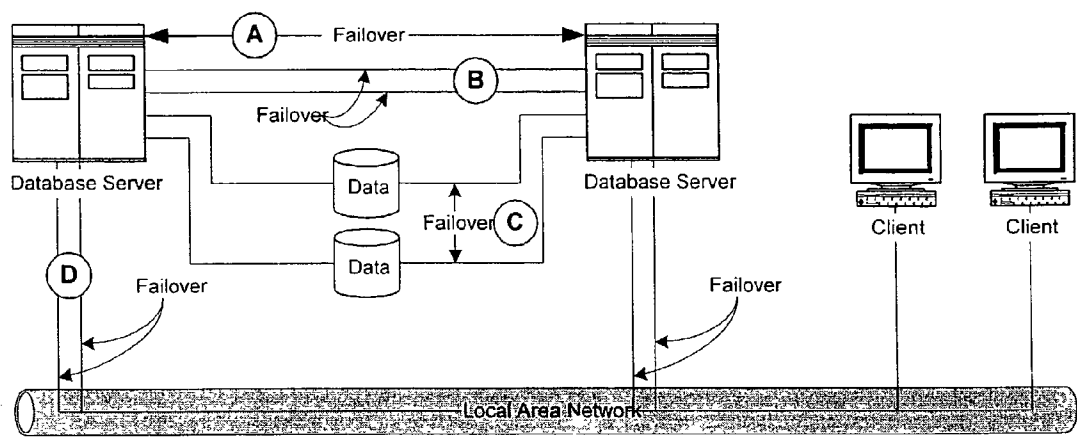 A
Failover
B
Failover
Database Server
Data
Database Server
Failover
C
Client
Client
Data
D
Failover
Failover
Local Area Network